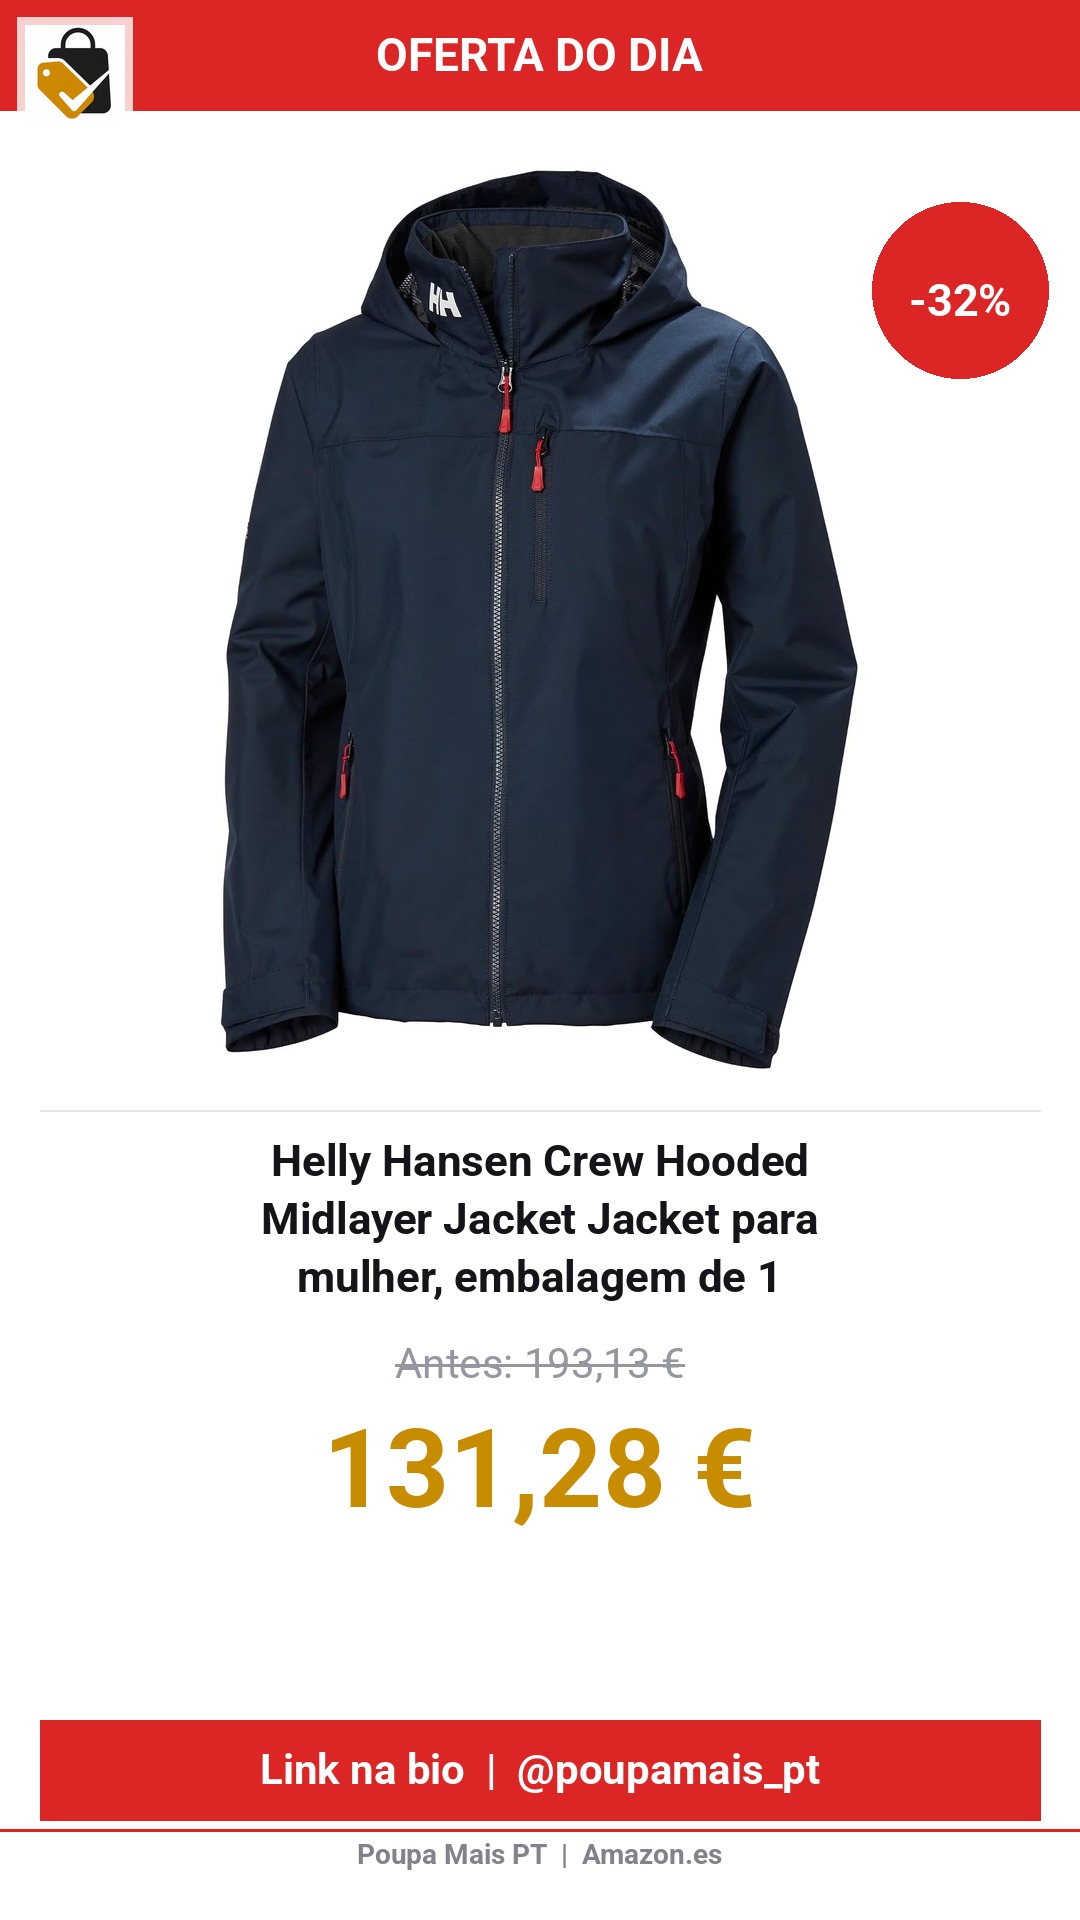 OFERTA DO DIA
-32%
HH
Helly Hansen Crew Hooded
Midlayer Jacket Jacket para
mulher, embalagem de 1
Antes: 193,13 €
131,28 €
Link na bio | @poupamais_pt
Poupa Mais PT | Amazon.es